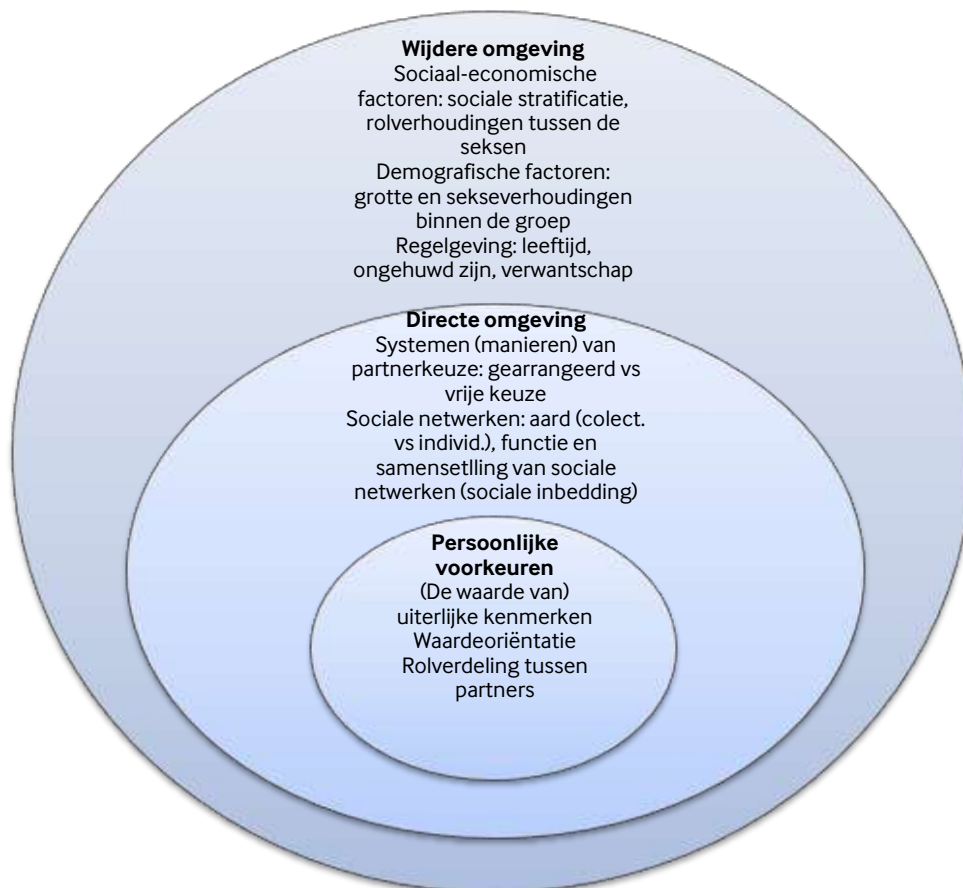 Wijdere omgeving
Sociaal-economische
factoren: sociale stratificatie,
rolverhoudingen tussen de
seksen
Demografische factoren:
grotte en sekseverhoudingen
binnen de groep
Regelgeving: leeftijd,
ongehuwd zijn, verwantschap
Directe omgeving
Systemen (manieren) van
partnerkeuze: gearrangeerd vs
vrije keuze
Sociale netwerken: aard (colect.
vs individ.), functie en
samensetlling van sociale
netwerken (sociale inbedding)
Persoonlijke
voorkeuren
(De waarde van)
uiterlijke kenmerken
Waardeoriëntatie
Rolverdeling tussen
partners